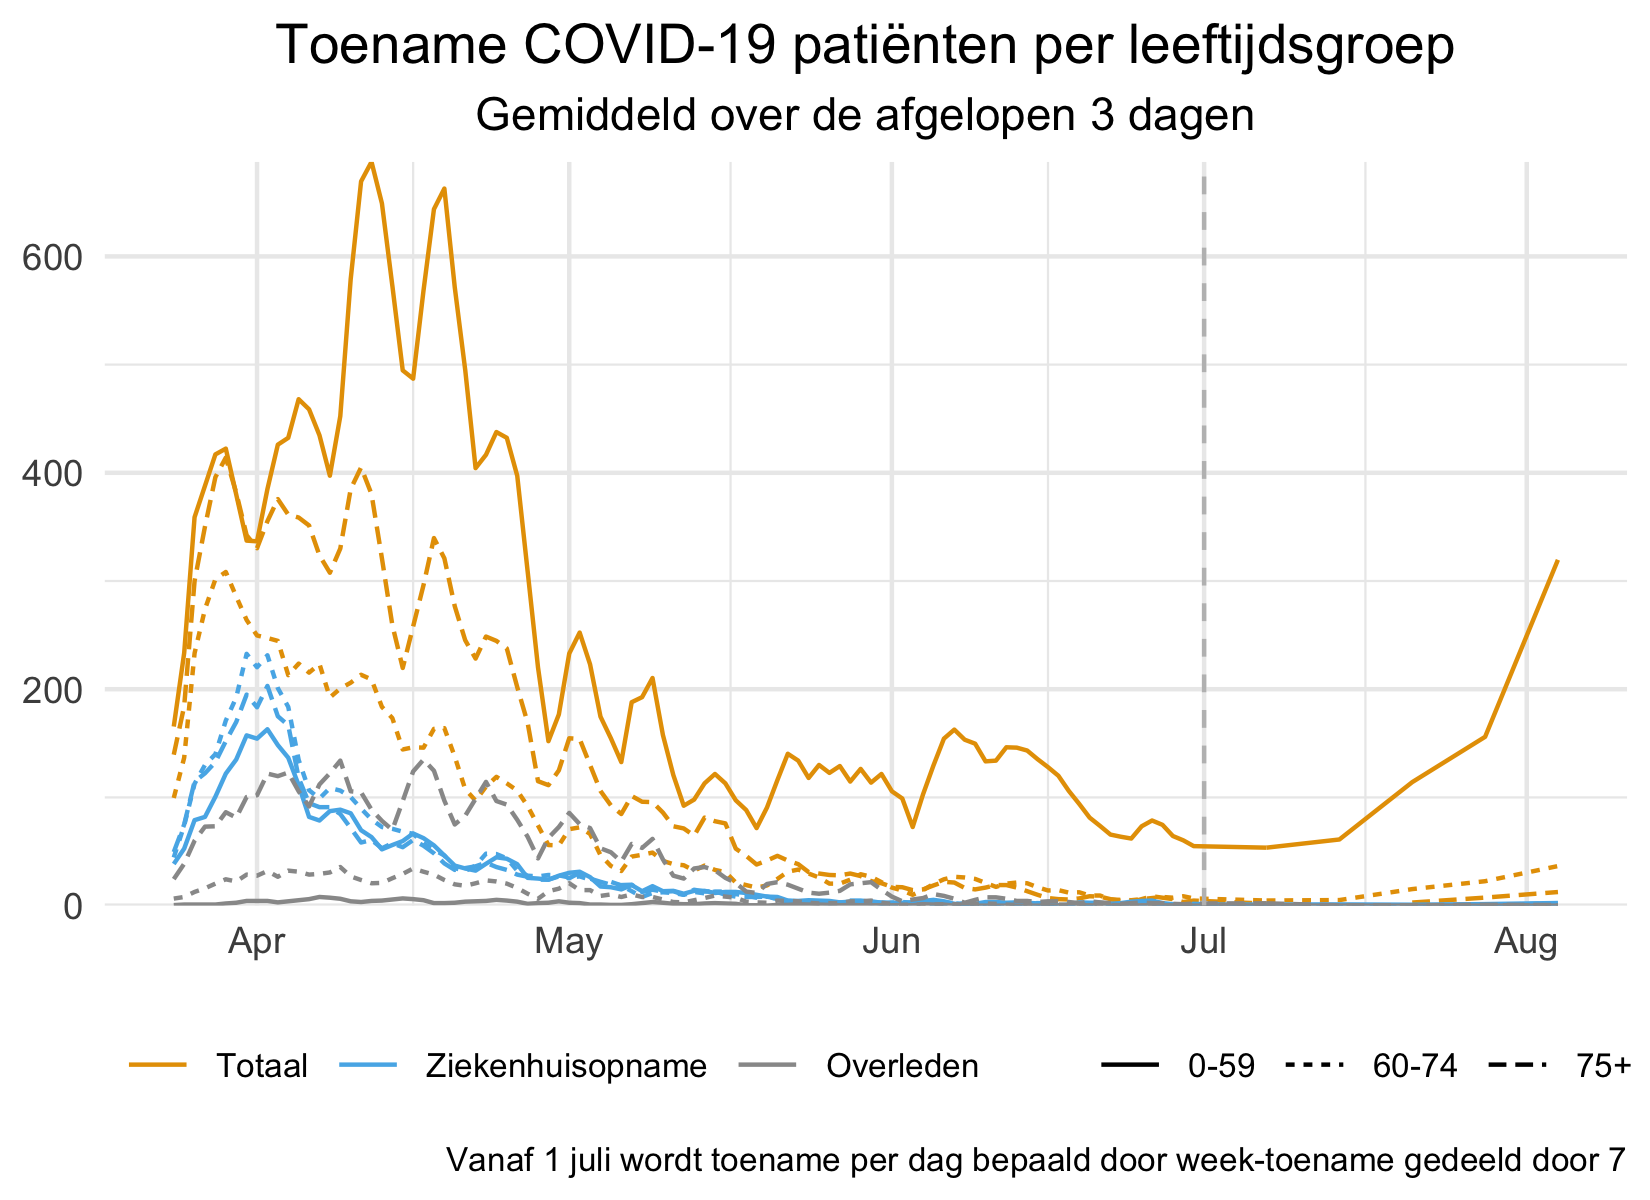 Toename COVID-19 patiënten per leeftijdsgroep
Gemiddeld over de afgelopen 3 dagen
600
400
200
0
Apr May Jun Jul Aug
Totaal Ziekenhuisopname Overleden 0-59 60-74 75+
Vanaf 1 juli wordt toename per dag bepaald door week-toename gedeeld door 7